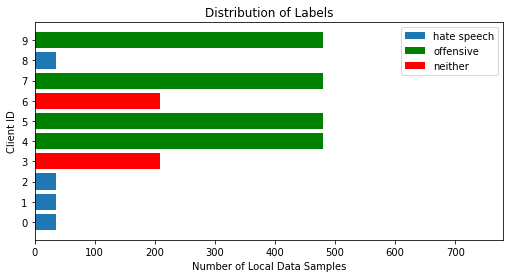 Distribution of Labels
hate speech
offensive
neither
Client ID
9
8
7
6
5
4
3
2
1
0
0 100 200 300 400 500 600 700
Number of Local Data Samples